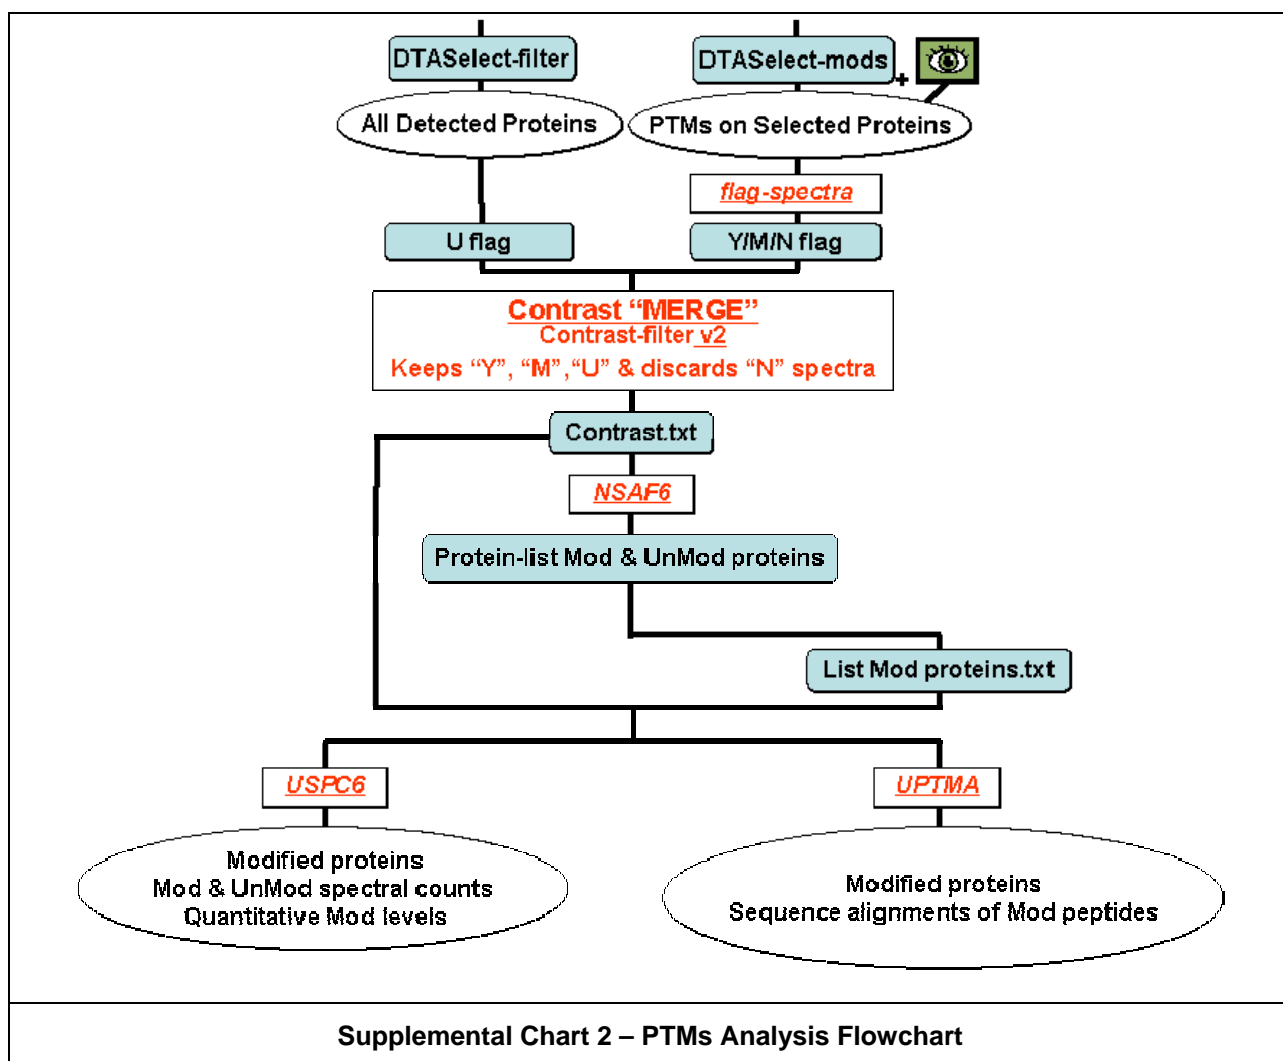 DTASelect-filter
DTASelect-mods
+
All Detected Proteins
PTMs on Selected Proteins
flag-spectra
U flag
Y/M/N flag
Contrast “MERGE”
Contrast-filter v2
Keeps “Y”, “M”,“U” & discards “N” spectra
Contrast.txt
NSAF6
Protein-list Mod & UnMod proteins
List Mod proteins.txt
USPC6
UPTMA
Modified proteins
Mod & UnMod spectral counts
Quantitative Mod levels
Modified proteins
Sequence alignments of Mod peptides
Supplemental Chart 2 – PTMs Analysis Flowchart